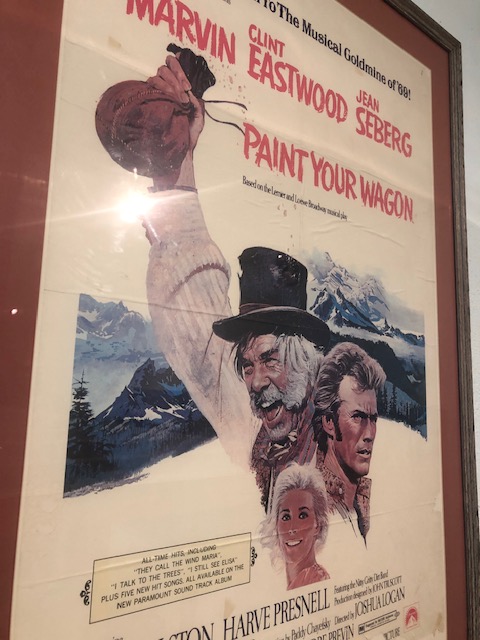 To The Musical Goldmine of '69!
MARVIN
CLINT
EASTWOOD
JEAN
SEBERG
PAINT YOUR WAGON
Based on the Lerner and Loewe Broadway musical play
ALL-TIME HITS, INCLUDING
"THEY CALL THE WIND MARIA".
"I TALK TO THE TREES". "I STILL SEE ELISA"
PLUS FIVE NEW HIT SONGS. ALL AVAILABLE ON THE
NEW PARAMOUNT SOUND TRACK ALBUM
HARVE PRESNELL
Featuring the Nitty Gritty Dirt Band
Production designed by JOHN TRUSCOTT
by Paddy Chayefsky
Directed by JOSHUA LOGAN
PREVIN
PICTURE